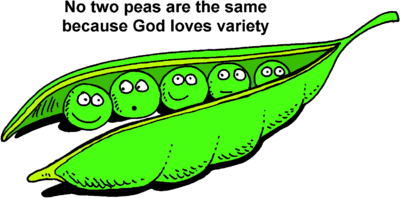 No two peas are the same
because God loves variety